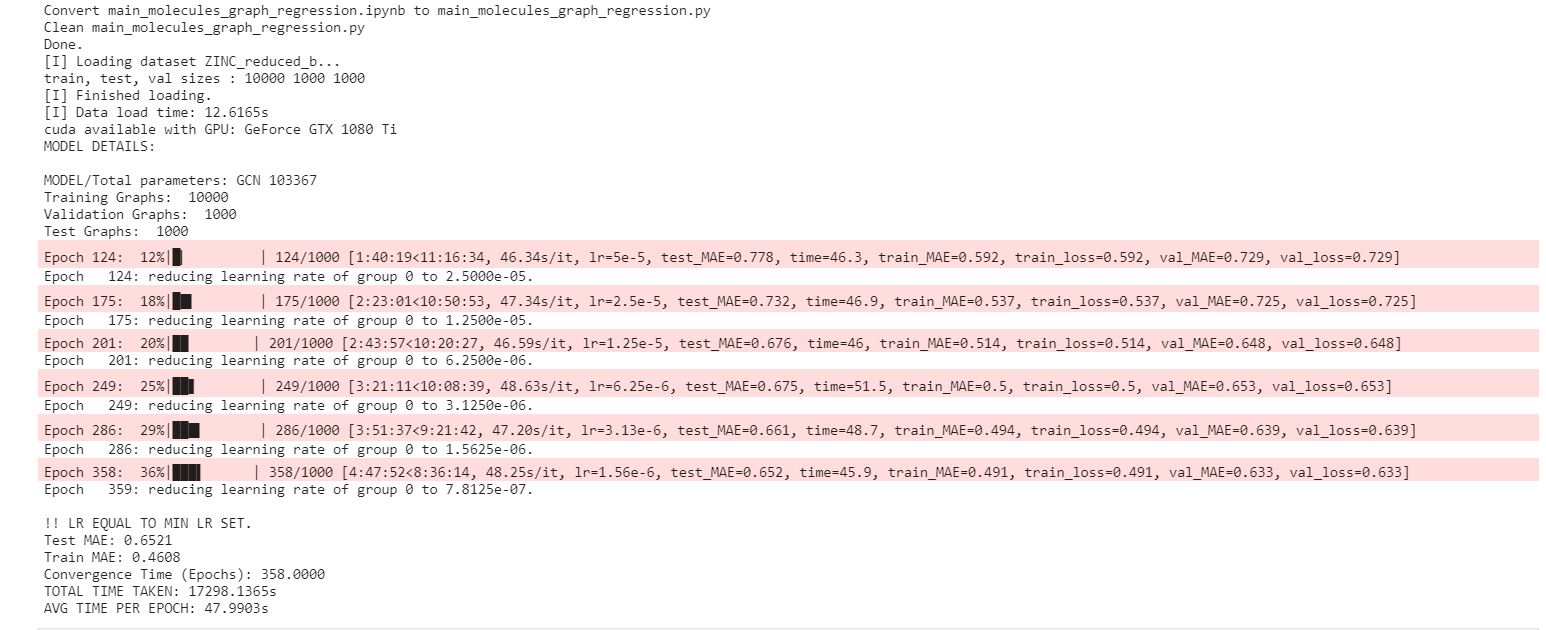 Convert main_molecules_graph_regression.ipynb to main_molecules_graph_regression.py
Clean main_molecules_graph_regression.py
Done.
[I] Loading dataset ZINC_reduced_b...
train, test, val sizes : 10000 1000 1000
[I] Finished loading.
[I] Data load time: 12.6165s
cuda available with GPU: GeForce GTX 1080 Ti
MODEL DETAILS:
MODEL/Total parameters: GCN 103367
Training Graphs:  10000
Validation Graphs:  1000
Test Graphs:  1000
Epoch 124:  12%|█▏        | 124/1000 [1:40:19<11:16:34, 46.34s/it, lr=5e-5, test_MAE=0.778, time=46.3, train_MAE=0.592, train_loss=0.592, val_MAE=0.729, val_loss=0.729]
Epoch   124: reducing learning rate of group 0 to 2.5000e-05.
Epoch 175:  18%|█▊        | 175/1000 [2:23:01<10:50:53, 47.34s/it, lr=2.5e-5, test_MAE=0.732, time=46.9, train_MAE=0.537, train_loss=0.537, val_MAE=0.725, val_loss=0.725]
Epoch   175: reducing learning rate of group 0 to 1.2500e-05.
Epoch 201:  20%|██        | 201/1000 [2:43:57<10:20:27, 46.59s/it, lr=1.25e-5, test_MAE=0.676, time=46, train_MAE=0.514, train_loss=0.514, val_MAE=0.648, val_loss=0.648]
Epoch   201: reducing learning rate of group 0 to 6.2500e-06.
Epoch 249:  25%|██▍       | 249/1000 [3:21:11<10:08:39, 48.63s/it, lr=6.25e-6, test_MAE=0.675, time=51.5, train_MAE=0.5, train_loss=0.5, val_MAE=0.653, val_loss=0.653]
Epoch   249: reducing learning rate of group 0 to 3.1250e-06.
Epoch 286:  29%|██▊       | 286/1000 [3:51:37<9:21:42, 47.20s/it, lr=3.13e-6, test_MAE=0.661, time=48.7, train_MAE=0.494, train_loss=0.494, val_MAE=0.639, val_loss=0.639]
Epoch   286: reducing learning rate of group 0 to 1.5625e-06.
Epoch 358:  36%|███▌      | 358/1000 [4:47:52<8:36:14, 48.25s/it, lr=1.56e-6, test_MAE=0.652, time=45.9, train_MAE=0.491, train_loss=0.491, val_MAE=0.633, val_loss=0.633]
Epoch   359: reducing learning rate of group 0 to 7.8125e-07.
!! LR EQUAL TO MIN LR SET.
Test MAE: 0.6521
Train MAE: 0.4608
Convergence Time (Epochs): 358.0000
TOTAL TIME TAKEN: 17298.1365s
AVG TIME PER EPOCH: 47.9903s